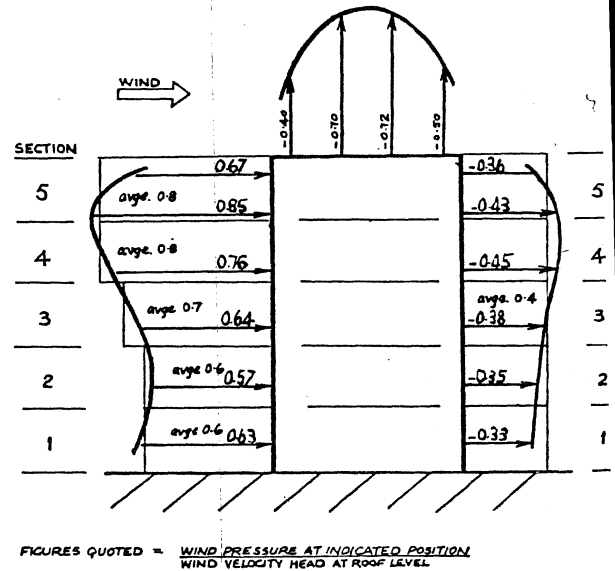 WIND
-0.40 -0.70 -0.72 -0.50
SECTION
0.67 -0.36
5 avge. 0.8 5
0.85 -0.43
avge. 0.8
4 0.76 -0.45 4
avge 0.7 avge. 0.4
3 0.64 -0.38 3
avge 0.6
2 0.57 -0.35 2
avge 0.6
1 0.63 -0.33 1
FIGURES QUOTED = WIND PRESSURE AT INDICATED POSITION
WIND VELOCITY HEAD AT ROOF LEVEL